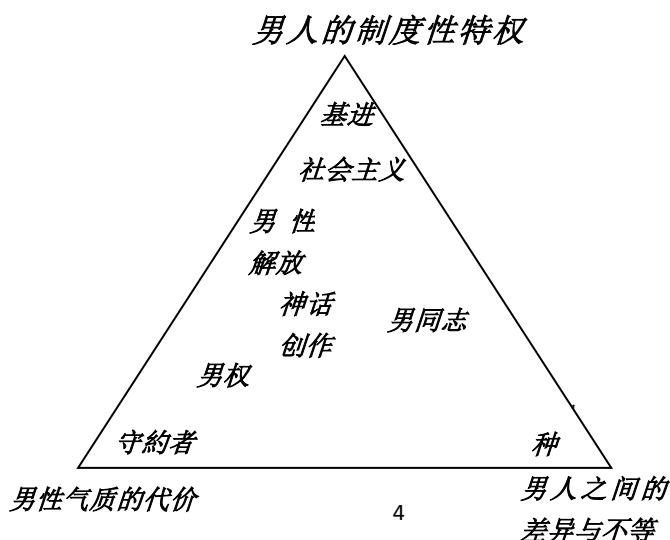 男人的制度性特权
基进
社会主义
男 性
解放
神话
创作
男同志
男权
守約者
种
男性气质的代价
男人之间的
差异与不等
4